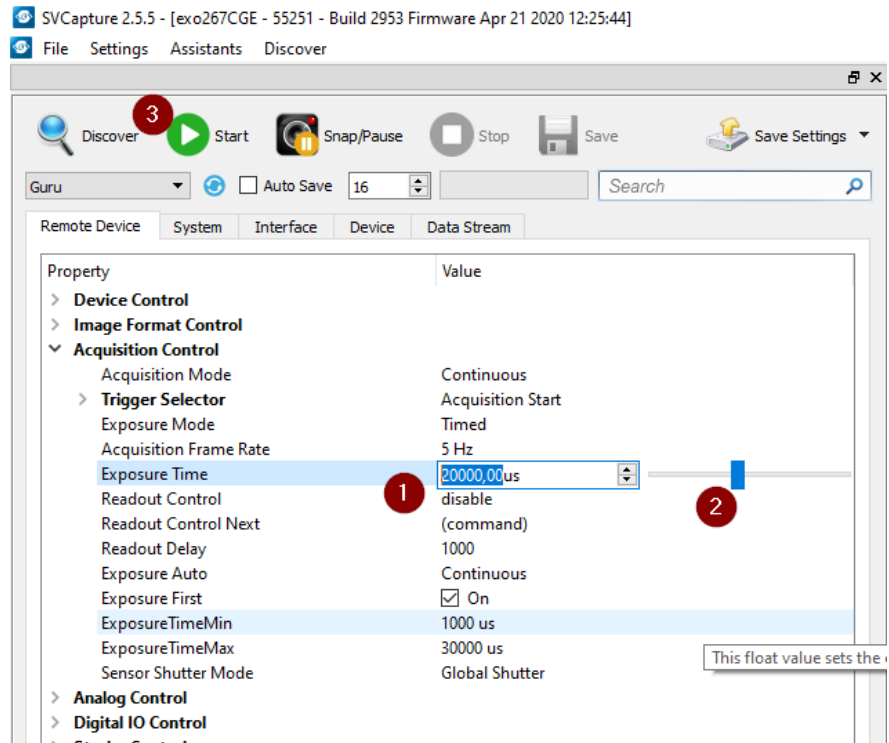 SVCapture 2.5.5 - [exo267CGE - 55251 - Build 2953 Firmware Apr 21 2020 12:25:44]
File Settings Assistants Discover
3
Discover Start Snap/Pause Stop Save Save Settings
Guru Auto Save 16 Search
Remote Device System Interface Device Data Stream
Property Value
Device Control
Image Format Control
Acquisition Control
Acquisition Mode Continuous
Trigger Selector Acquisition Start
Exposure Mode Timed
Acquisition Frame Rate 5 Hz
Exposure Time 20000,00us
1
2
Readout Control disable
Readout Control Next (command)
Readout Delay 1000
Exposure Auto Continuous
Exposure First On
ExposureTimeMin 1000 us
ExposureTimeMax 30000 us
This float value sets the
Sensor Shutter Mode Global Shutter
Analog Control
Digital IO Control